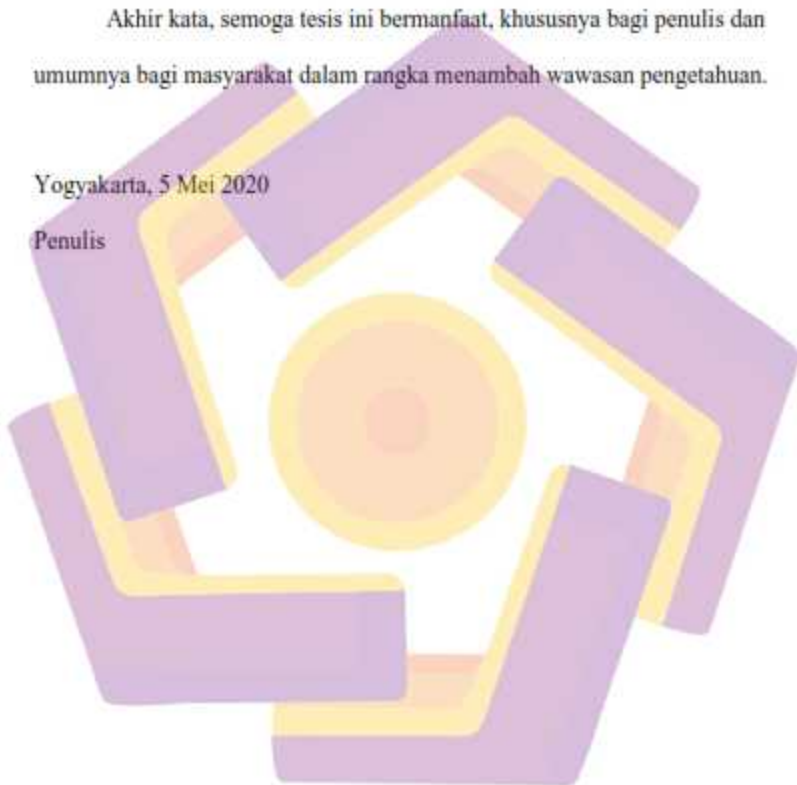 Akhir kata, semoga tesis ini bermanfaat, khususnya bagi penulis dan
umumnya bagi masyarakat dalam rangka menambah wawasan pengetahuan.
Yogyakarta, 5 Mei 2020
Penulis